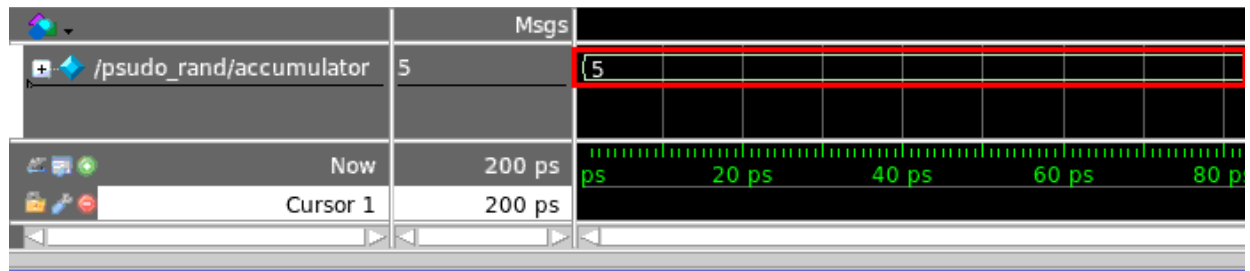 Msgs
/psudo_rand/accumulator 5 5
Now 200 ps ps 20 ps 40 ps 60 ps 80 ps
Cursor 1 200 ps